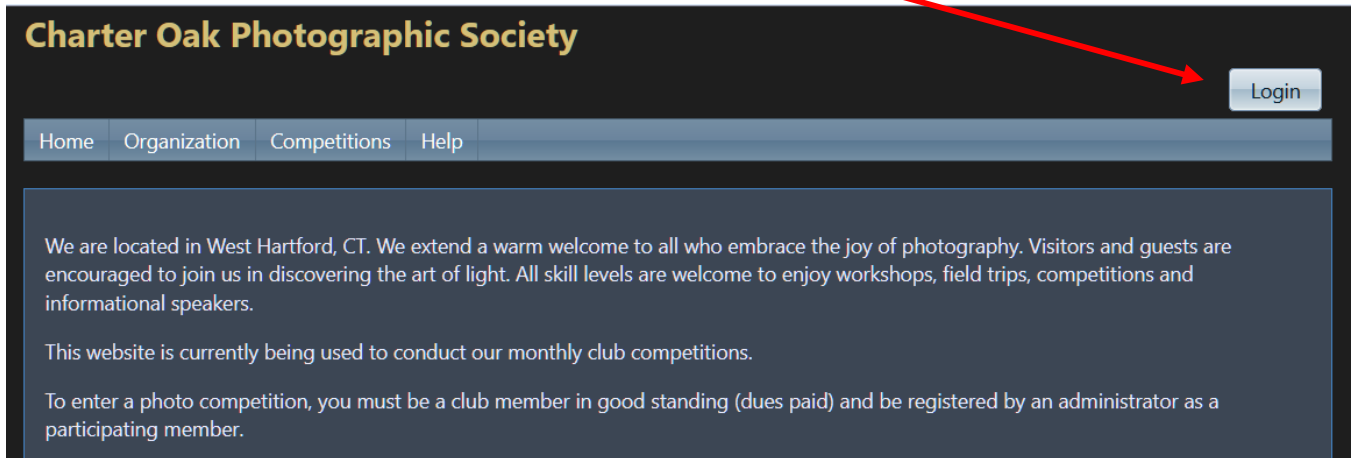 Charter Oak Photographic Society
Login
Home Organization Competitions Help
We are located in West Hartford, CT. We extend a warm welcome to all who embrace the joy of photography. Visitors and guests are
encouraged to join us in discovering the art of light. All skill levels are welcome to enjoy workshops, field trips, competitions and
informational speakers.
This website is currently being used to conduct our monthly club competitions.
To enter a photo competition, you must be a club member in good standing (dues paid) and be registered by an administrator as a
participating member.